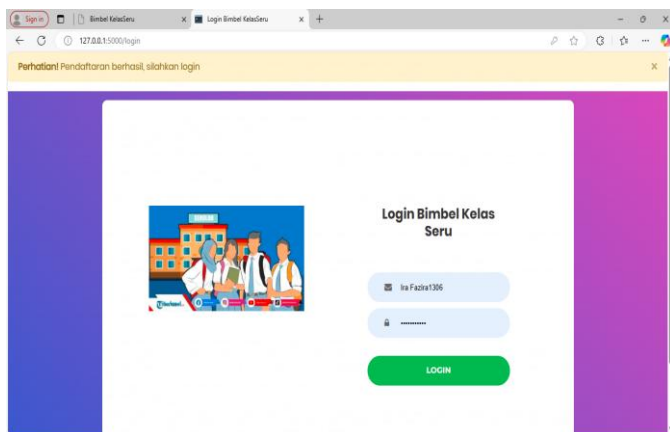 Sign in
Bimbel KelasSeru
Login Bimbel KelasSeru
127.0.0.1:5000/login
Perhatian! Pendaftaran berhasil, silahkan login
Login Bimbel Kelas
Seru
Ira Fazira1306
LOGIN